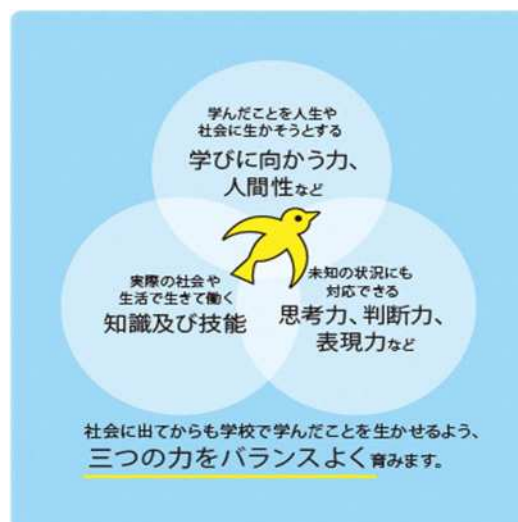 学んだことを人生や
社会に生かそうとする
学びに向かう力、
人間性など
実際の社会や
生活で生きて働く
知識及び技能
未知の状況にも
対応できる
思考力、判断力、
表現力など
社会に出てからも学校で学んだことを生かせるよう、
三つの力をバランスよく育みます。